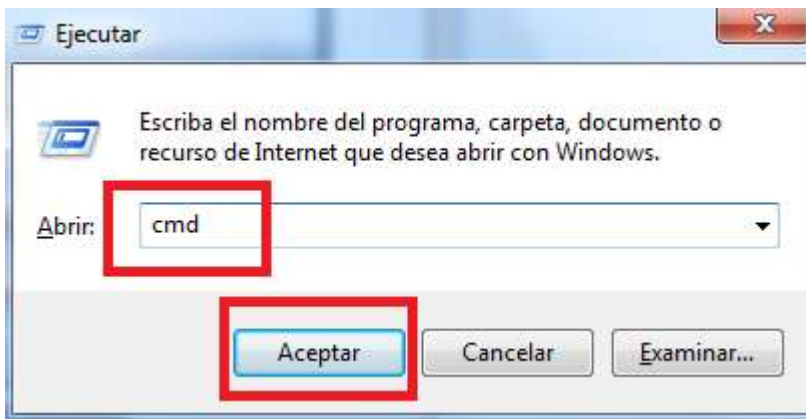 Ejecutar
Escriba el nombre del programa, carpeta, documento o
recurso de Internet que desea abrir con Windows.
Abrir: cmd
Aceptar Cancelar Examinar...